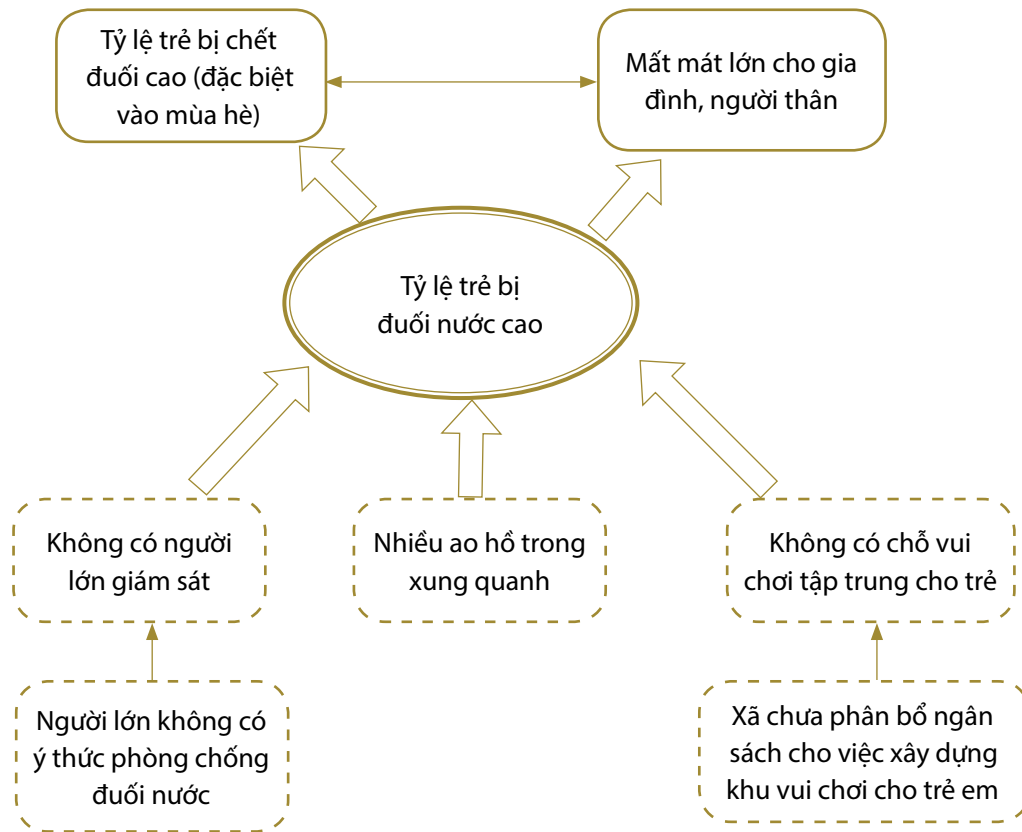 Tỷ lệ trẻ bị chết
đuối cao (đặc biệt
vào mùa hè)
Mất mát lớn cho gia
đình, người thân
Tỷ lệ trẻ bị
đuối nước cao
Không có người
lớn giám sát
Nhiều ao hồ trong
xung quanh
Không có chỗ vui
chơi tập trung cho trẻ
Người lớn không có
ý thức phòng chống
đuối nước
Xã chưa phân bổ ngân
sách cho việc xây dựng
khu vui chơi cho trẻ em